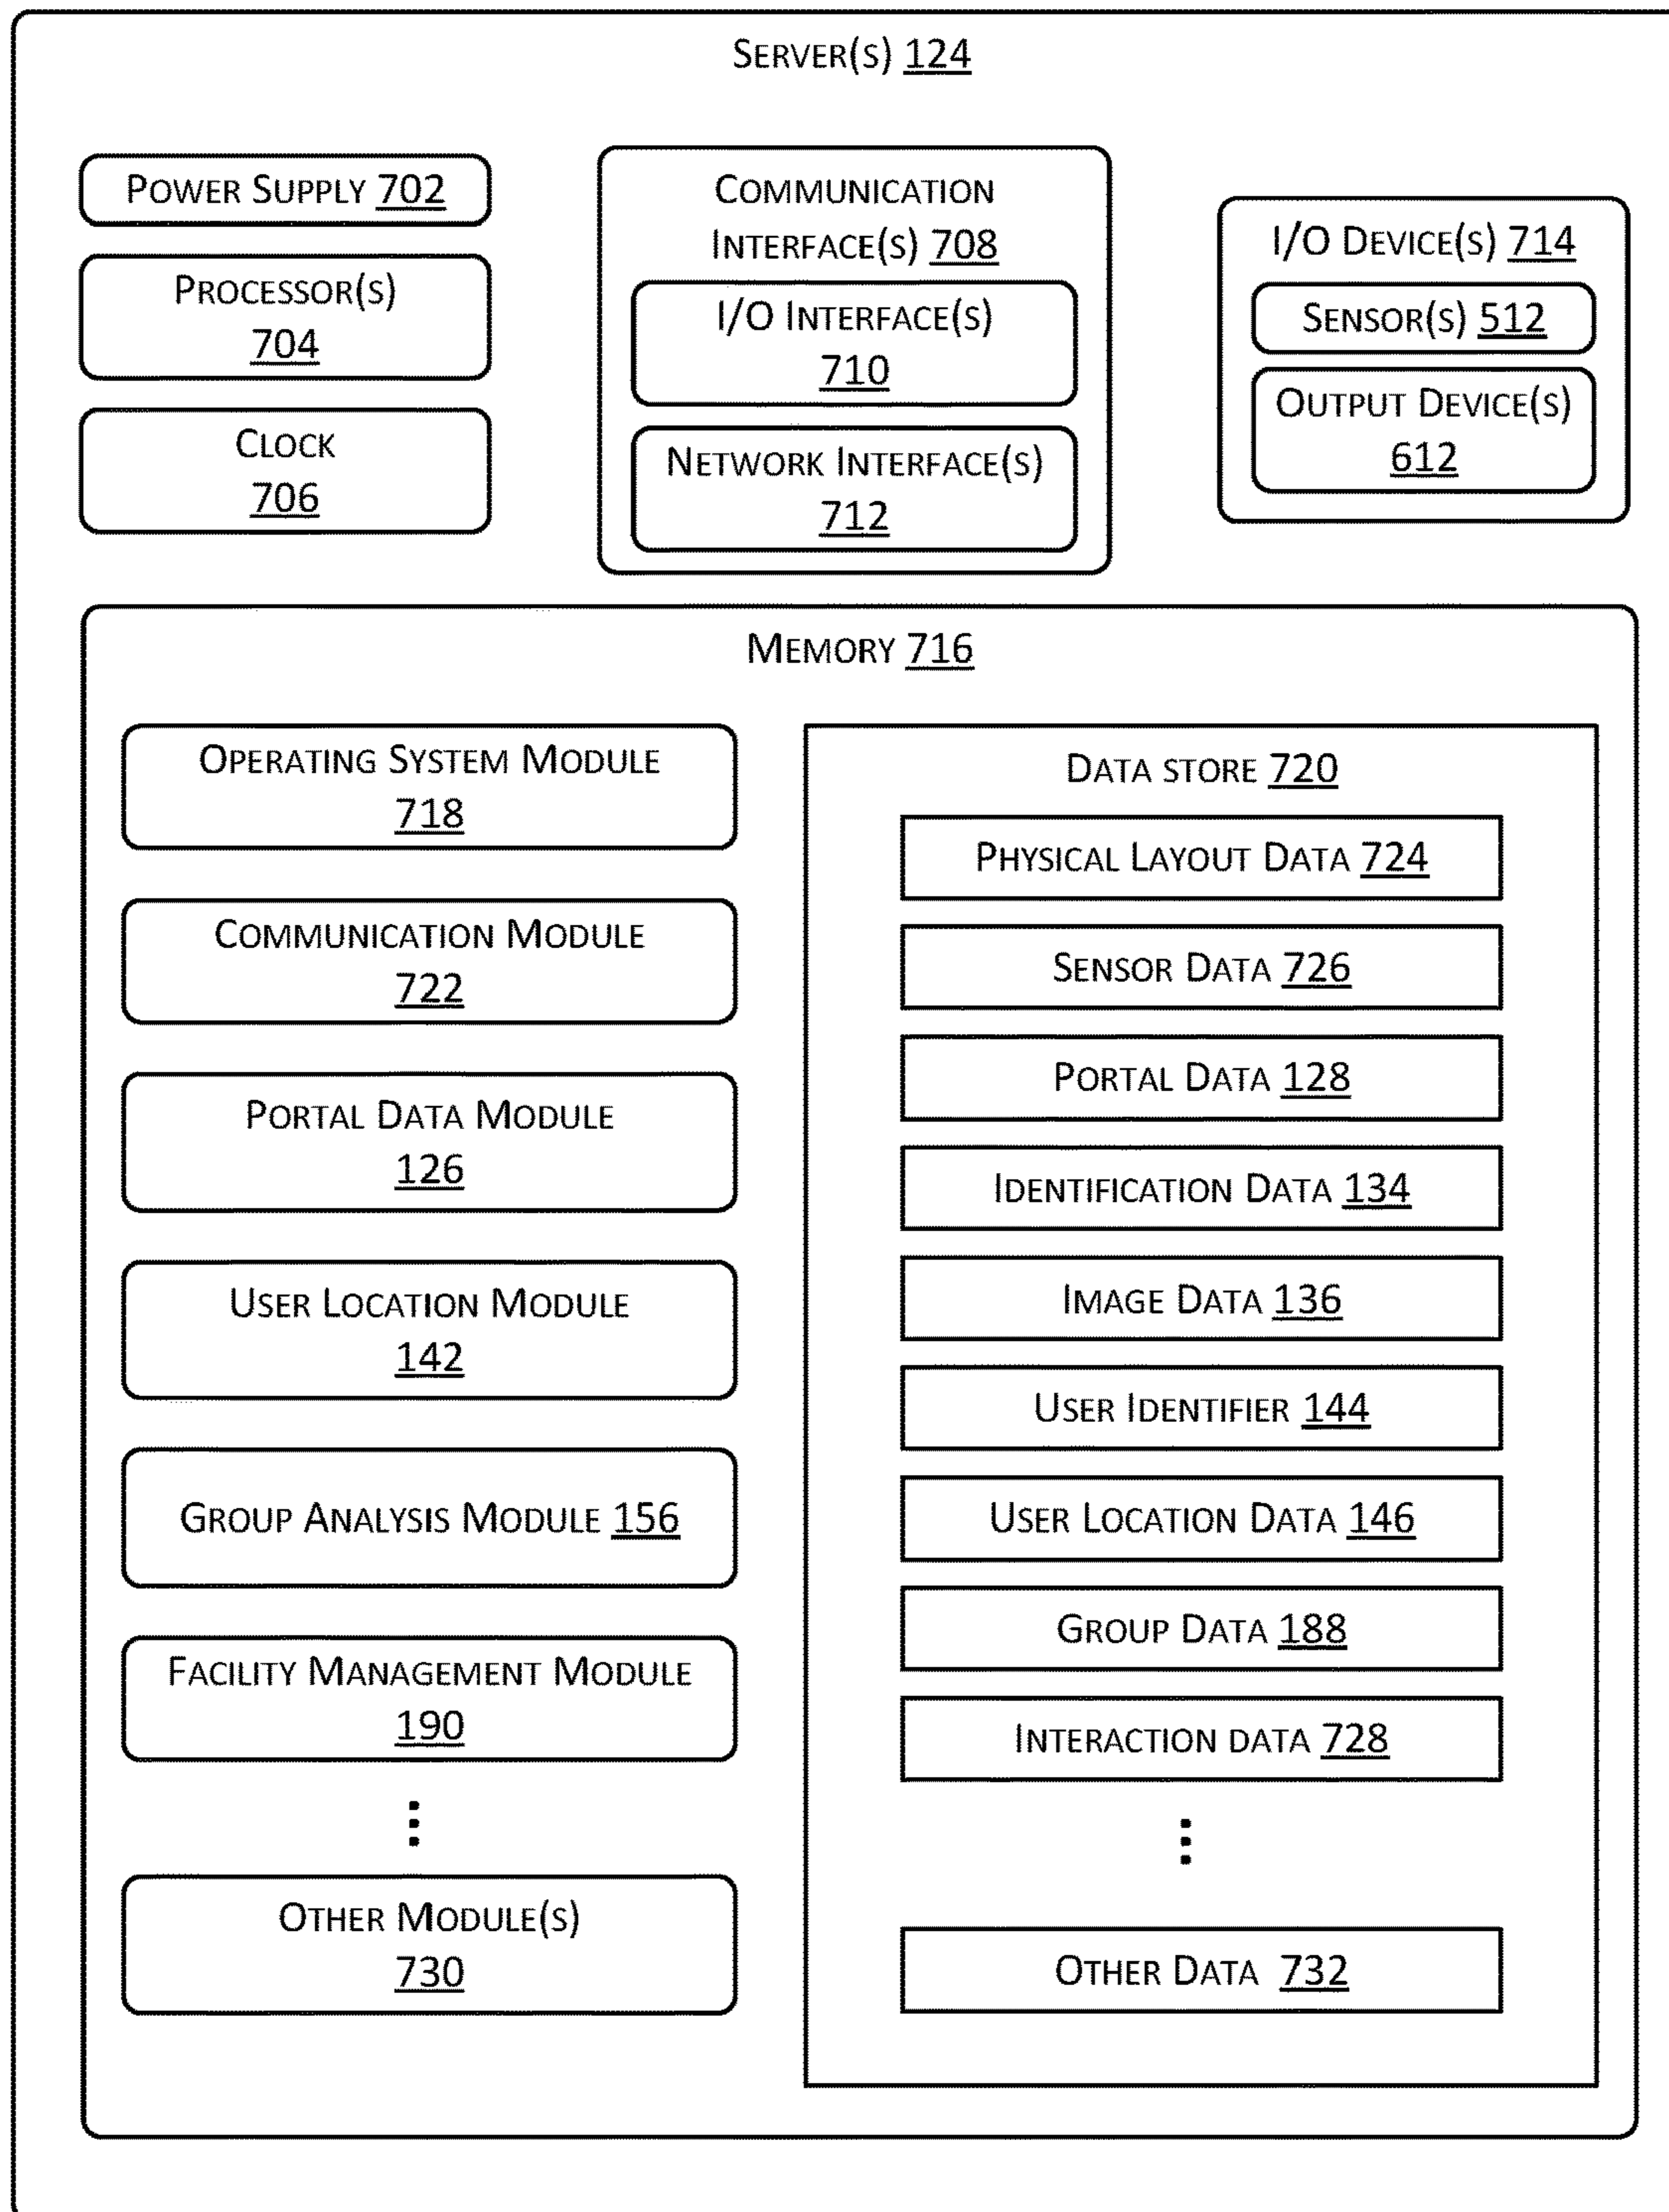 SERVER(S) 124
POWER SUPPLY 702
PROCESSOR(S)
704
CLOCK
706
COMMUNICATION
INTERFACE(S) 708
I/O INTERFACE(S)
710
NETWORK INTERFACE(S)
712
I/O DEVICE(S) 714
SENSOR(S) 512
OUTPUT DEVICE(S)
612
MEMORY 716
OPERATING SYSTEM MODULE
718
COMMUNICATION MODULE
722
PORTAL DATA MODULE
126
USER LOCATION MODULE
142
GROUP ANALYSIS MODULE 156
FACILITY MANAGEMENT MODULE
190
OTHER MODULE(S)
730
DATA STORE 720
PHYSICAL LAYOUT DATA 724
SENSOR DATA 726
PORTAL DATA 128
IDENTIFICATION DATA 134
IMAGE DATA 136
USER IDENTIFIER 144
USER LOCATION DATA 146
GROUP DATA 188
INTERACTION DATA 728
OTHER DATA 732